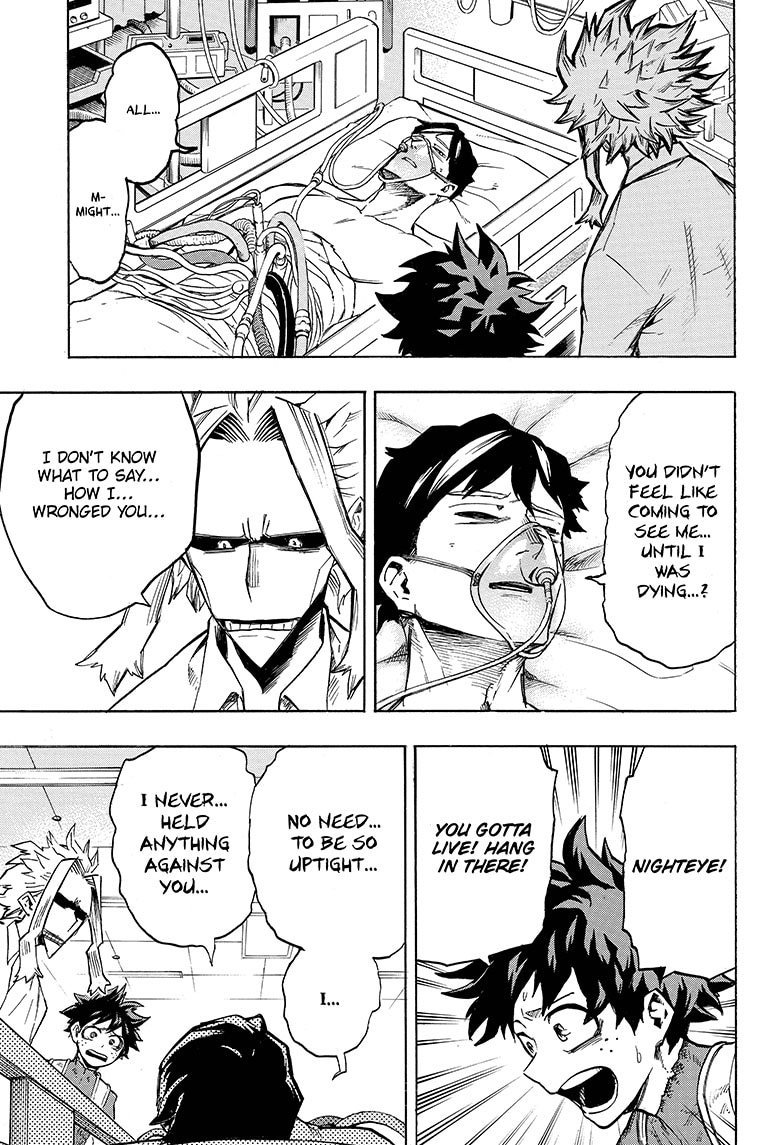 ALL...
M-
MIGHT...
YOU DIDN'T
FEEL LIKE
COMING TO
SEE ME...
UNTIL I
WAS
DYING...?
I DON'T KNOW
WHAT TO SAY...
HOW I...
WRONGED YOU...
NIGHTEYE!
YOU GOTTA
LIVE! HANG
IN THERE!
NO NEED...
TO BE SO
UPTIGHT...
I...
I NEVER...
HELD
ANYTHING
AGAINST
YOU...